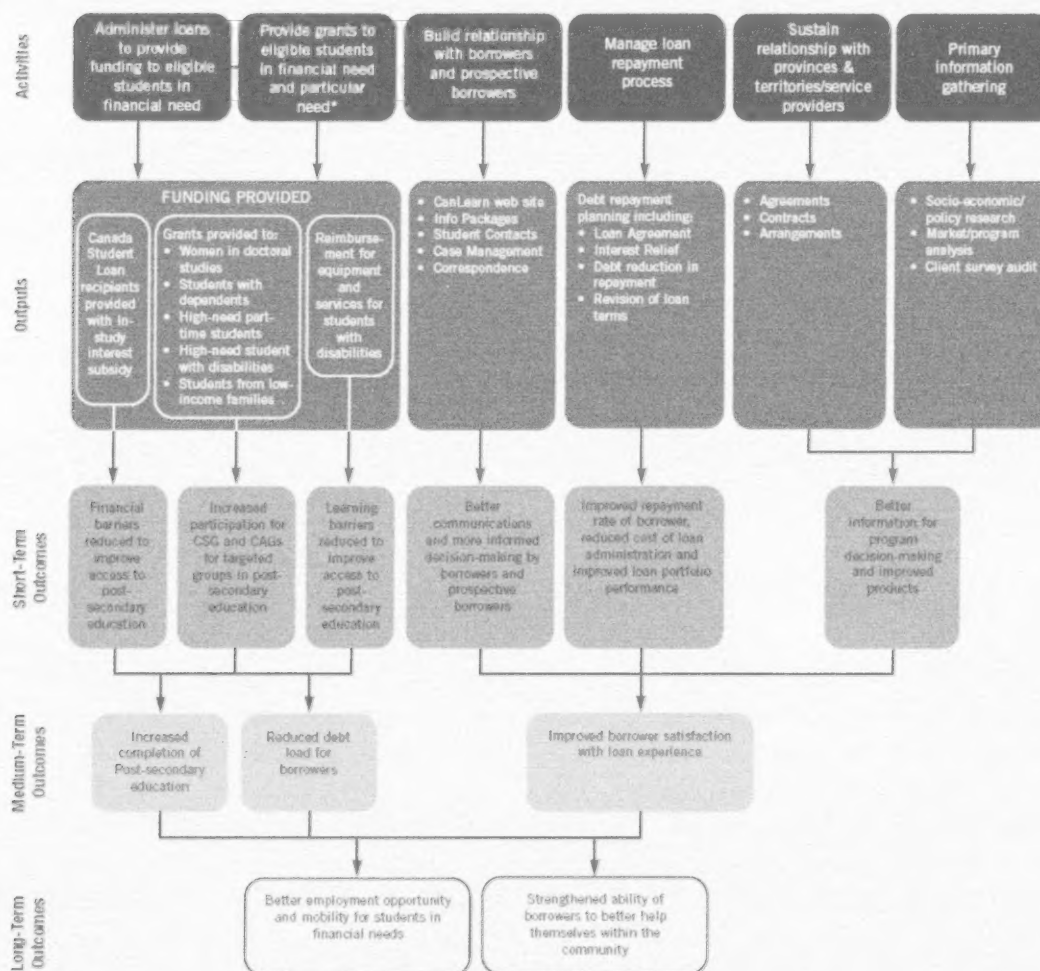 Activities
Administer loans
to provide
funding to eligible
students in
financial need
Provide grants to
eligible students
in financial need
and particular
need*
Build relationship
with borrowers
and prospective
borrowers
Manage loan
repayment
process
Sustain
relationship with
provinces &
territories/service
providers
Primary
information
gathering
Outputs
FUNDING PROVIDED
Canada
Student
Loan
recipients
provided
with in-
study
interest
subsidy
Grants provided to:
• Women in doctoral
studies
• Students with
dependents
• High-need part-
time students
• High-need student
with disabilities
• Students from low-
income families
Reimburse-
ment for
equipment
and
services for
students
with
disabilities
• CanLearn web site
• Info Packages
• Student Contacts
• Case Management
• Correspondence
Debt repayment
planning including:
• Loan Agreement
• Interest Relief
• Debt reduction in
repayment
• Revision of loan
terms
• Agreements
• Contracts
• Arrangements
• Socio-economic/
policy research
• Market/program
analysis
• Client survey audit
Short-Term
Outcomes
Financial
barriers
reduced to
improve
access to
post-
secondary
education
Increased
participation for
CSG and CAGs
for targeted
groups in post-
secondary
education
Learning
barriers
reduced to
improve
access to
post-
secondary
education
Better
communications
and more informed
decision-making by
borrowers and
prospective
borrowers
Improved repayment
rate of borrower,
reduced cost of loan
administration and
improved loan portfolio
performance
Better
information for
program
decision-making
and improved
products
Medium-Term
Outcomes
Increased
completion of
Post-secondary
education
Reduced debt
load for
borrowers
Improved borrower satisfaction
with loan experience
Long-Term
Outcomes
Better employment opportunity
and mobility for students in
financial needs
Strengthened ability of
borrowers to better help
themselves within the
community